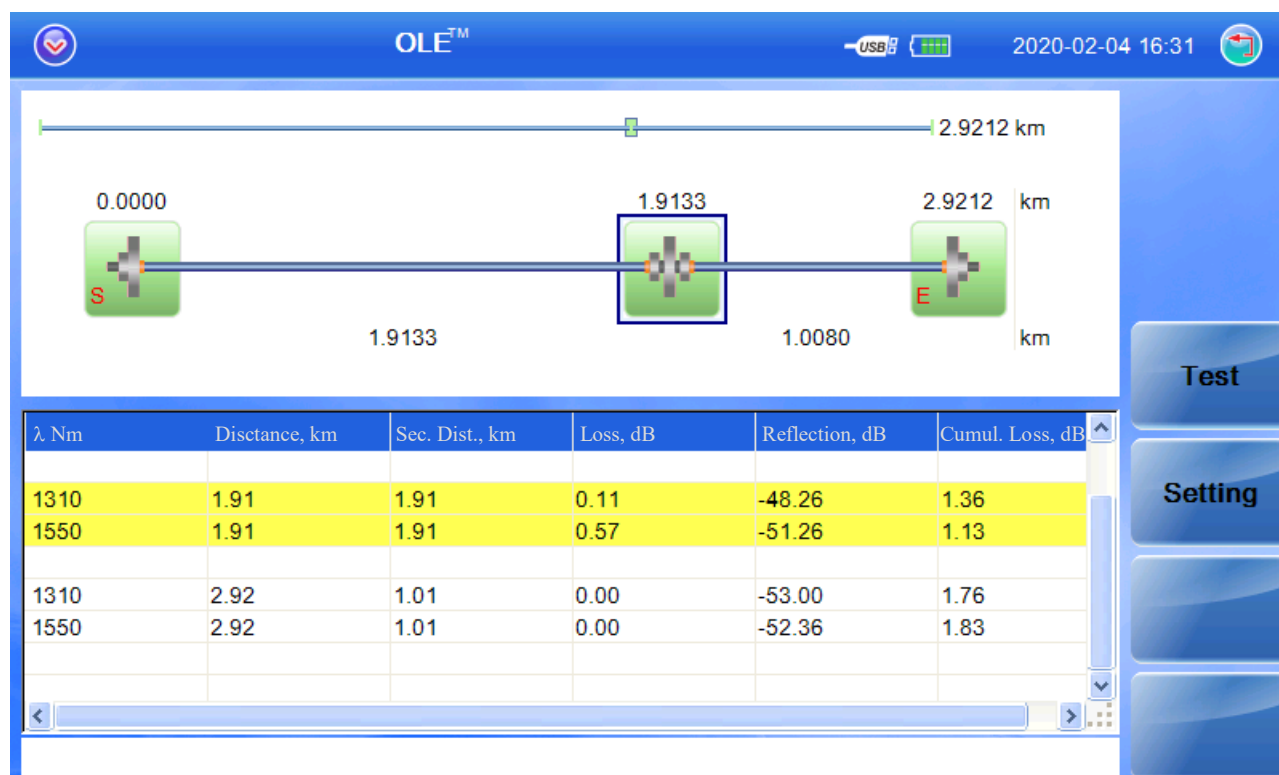 OLE™ USB 2020-02-04 16:31
2.9212 km
0.0000 1.9133 2.9212 km
S E
1.9133 1.0080 km
Test
λ Nm Disctance, km Sec. Dist., km Loss, dB Reflection, dB Cumul. Loss, dB
Setting
1310 1.91 1.91 0.11 -48.26 1.36
1550 1.91 1.91 0.57 -51.26 1.13
1310 2.92 1.01 0.00 -53.00 1.76
1550 2.92 1.01 0.00 -52.36 1.83